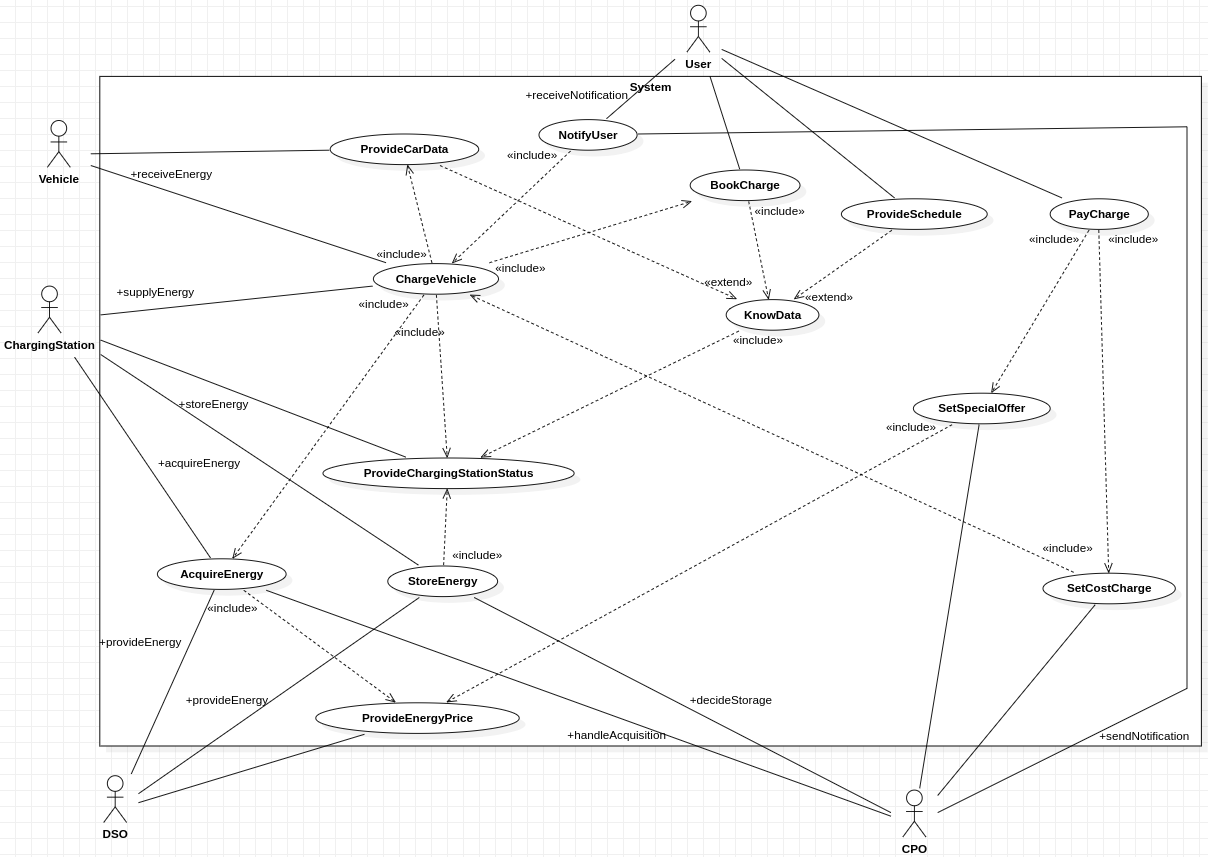 User
System
+receiveNotification
NotifyUser
ProvideCarData
«include»
Vehicle
+receiveEnergy
BookCharge
«include»
ProvideSchedule
PayCharge
«include»
«include»
«include»
«include»
ChargeVehicle
«extend»
«extend»
+supplyEnergy
«include»
KnowData
«include»
«include»
ChargingStation
+storeEnergy
SetSpecialOffer
«include»
+acquireEnergy
ProvideChargingStationStatus
«include»
«include»
AcquireEnergy
StoreEnergy
SetCostCharge
«include»
+provideEnergy
+provideEnergy
+decideStorage
ProvideEnergyPrice
+handleAcquisition
+sendNotification
DSO
CPO